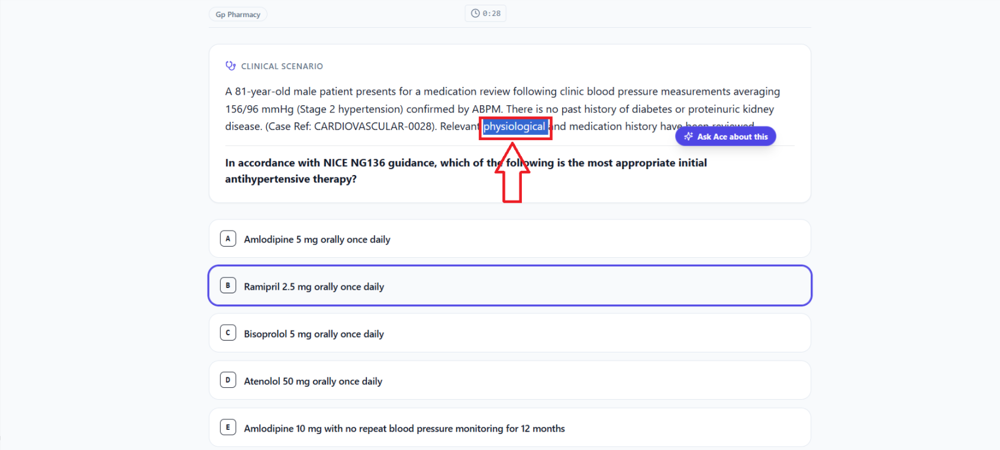 Gp Pharmacy
0:28
CLINICAL SCENARIO
A 81-year-old male patient presents for a medication review following clinic blood pressure measurements averaging
156/96 mmHg (Stage 2 hypertension) confirmed by ABPM. There is no past history of diabetes or proteinuric kidney
disease. (Case Ref: CARDIOVASCULAR-0028). Relevant physiological and medication history have been reviewed.
Ask Ace about this
In accordance with NICE NG136 guidance, which of the following is the most appropriate initial
antihypertensive therapy?
A Amlodipine 5 mg orally once daily
B Ramipril 2.5 mg orally once daily
C Bisoprolol 5 mg orally once daily
D Atenolol 50 mg orally once daily
E Amlodipine 10 mg with no repeat blood pressure monitoring for 12 months